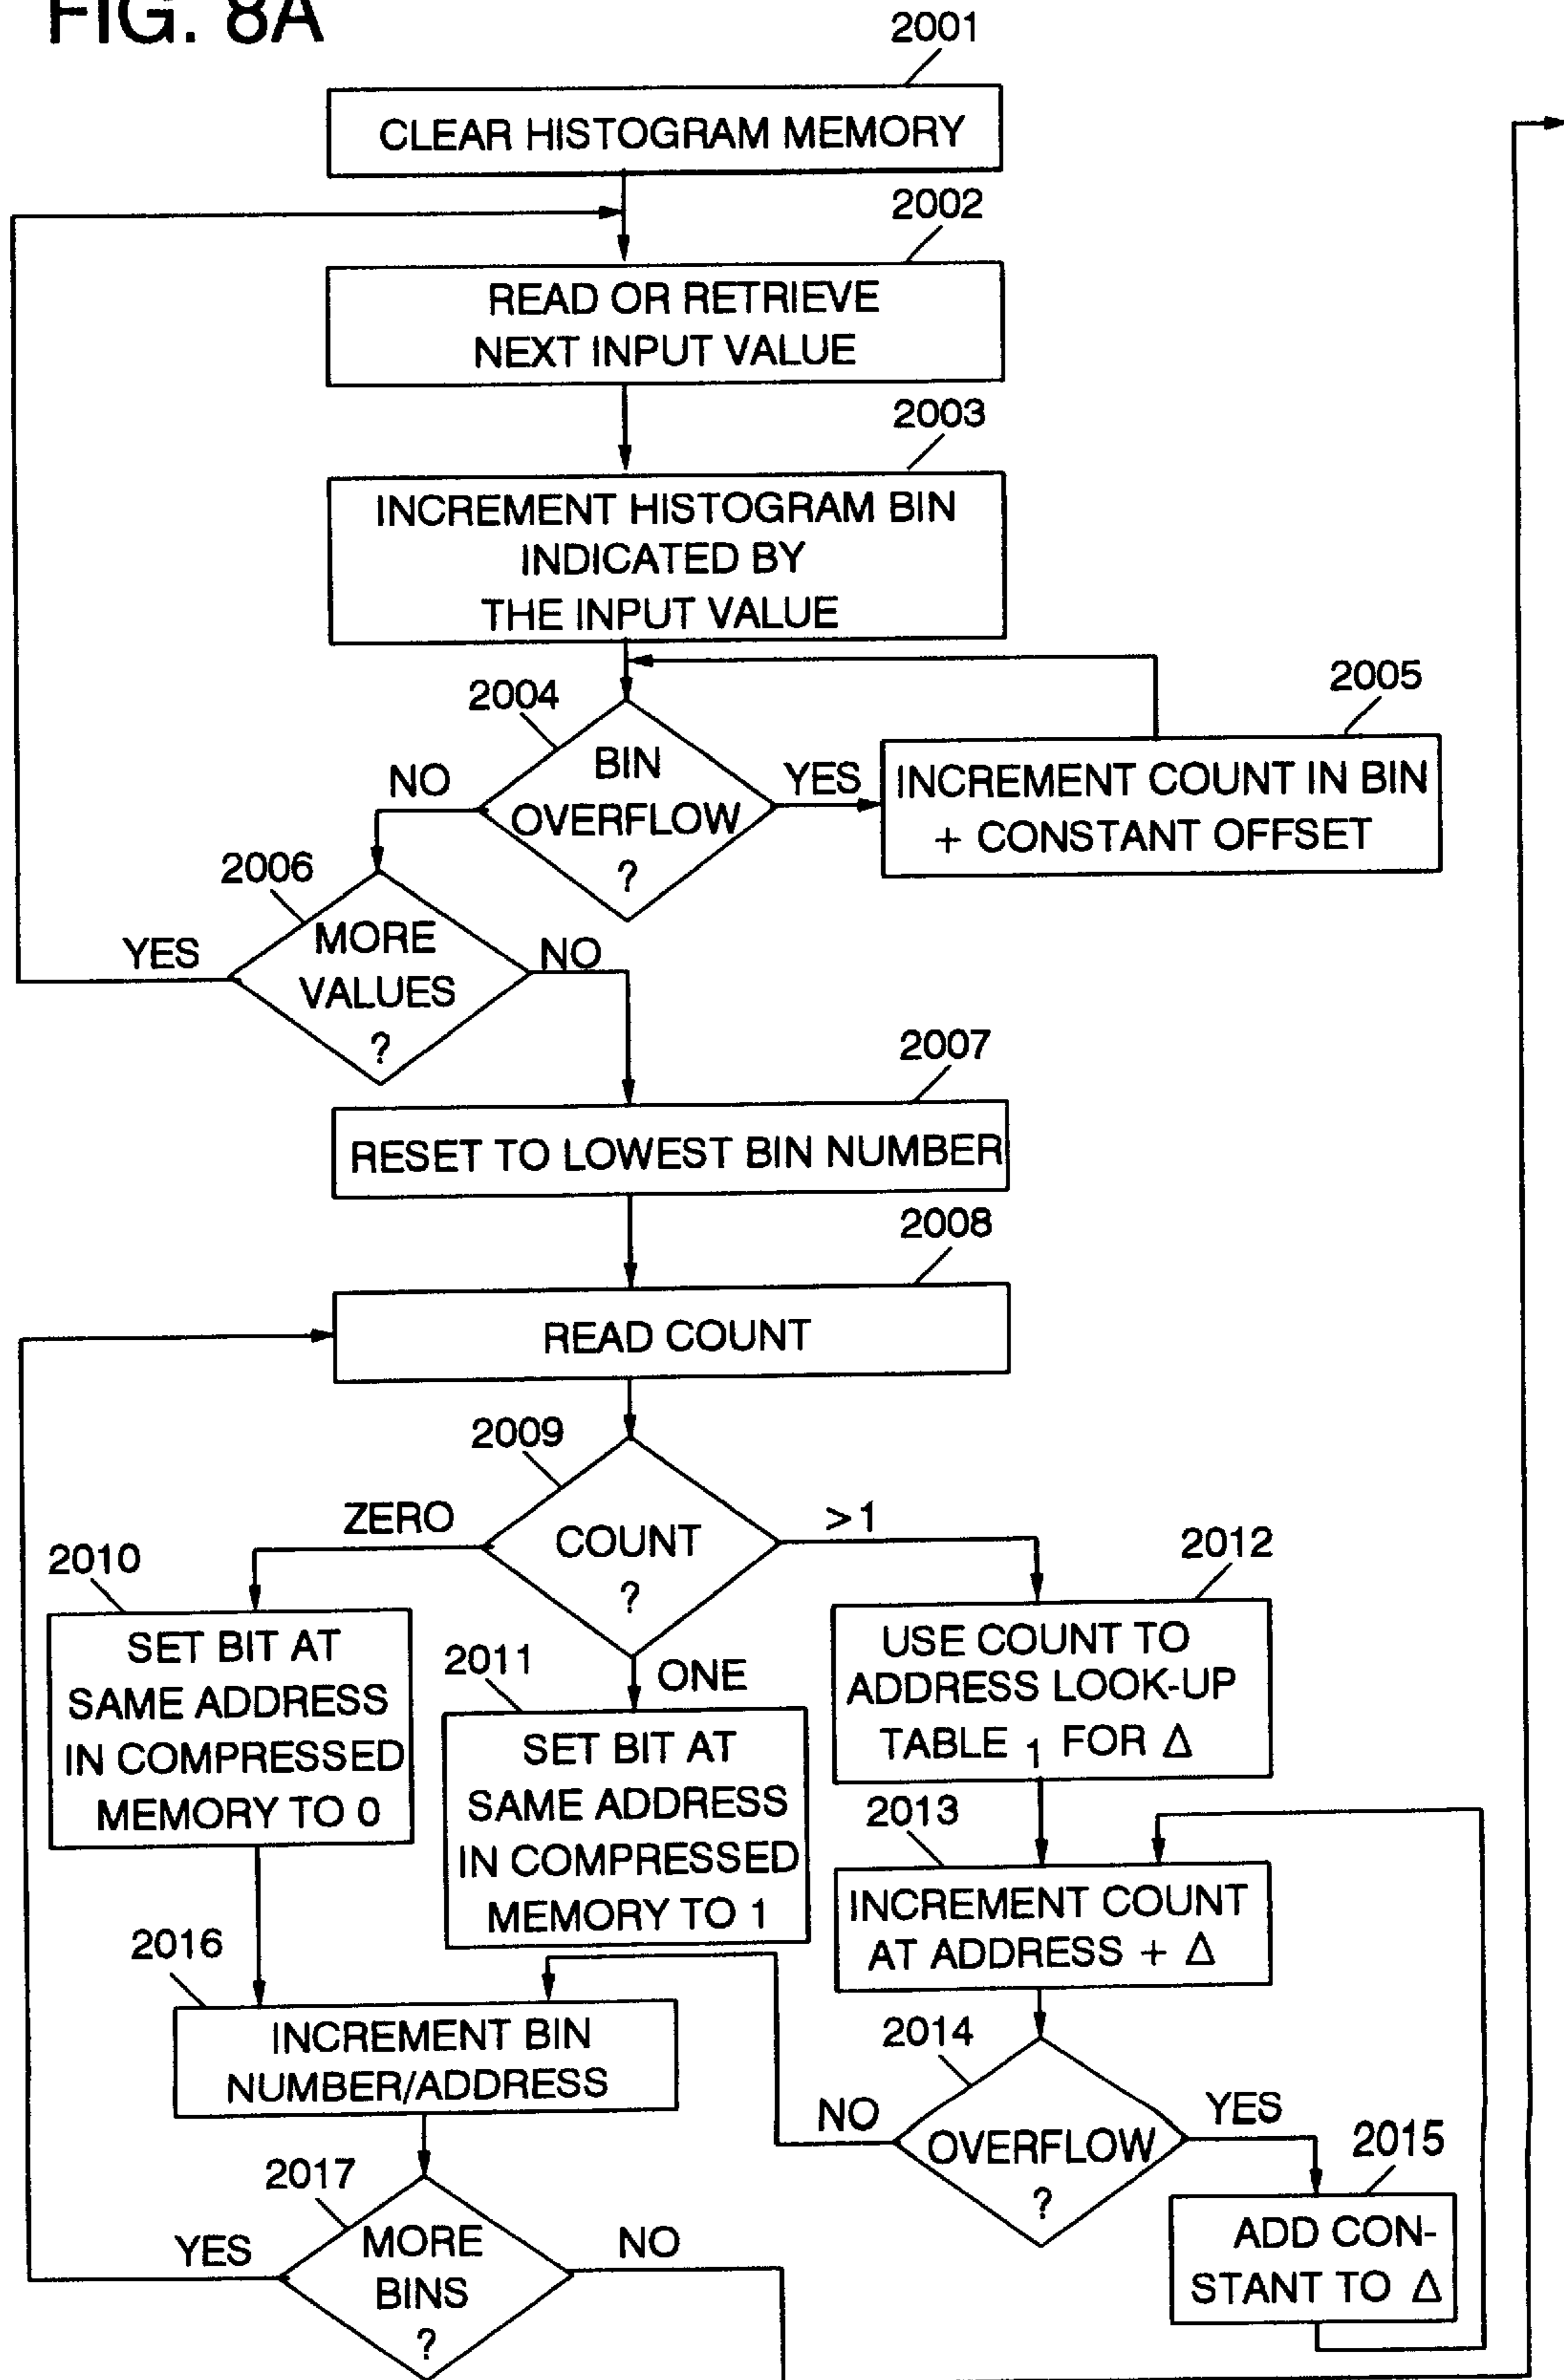 FIG. 8A
2001
CLEAR HISTOGRAM MEMORY
2002
READ OR RETRIEVE
NEXT INPUT VALUE
2003
INCREMENT HISTOGRAM BIN
INDICATED BY
THE INPUT VALUE
2004
BIN
OVERFLOW
?
NO
YES
2005
INCREMENT COUNT IN BIN
+ CONSTANT OFFSET
2006
MORE
VALUES
?
YES
NO
2007
RESET TO LOWEST BIN NUMBER
2008
READ COUNT
2009
COUNT
?
ZERO
>1
ONE
2010
SET BIT AT
SAME ADDRESS
IN COMPRESSED
MEMORY TO 0
2011
SET BIT AT
SAME ADDRESS
IN COMPRESSED
MEMORY TO 1
2012
USE COUNT TO
ADDRESS LOOK-UP
TABLE 1 FOR Δ
2013
INCREMENT COUNT
AT ADDRESS + Δ
2014
OVERFLOW
?
NO
YES
2015
ADD CON-
STANT TO Δ
2016
INCREMENT BIN
NUMBER/ADDRESS
2017
MORE
BINS
?
YES
NO